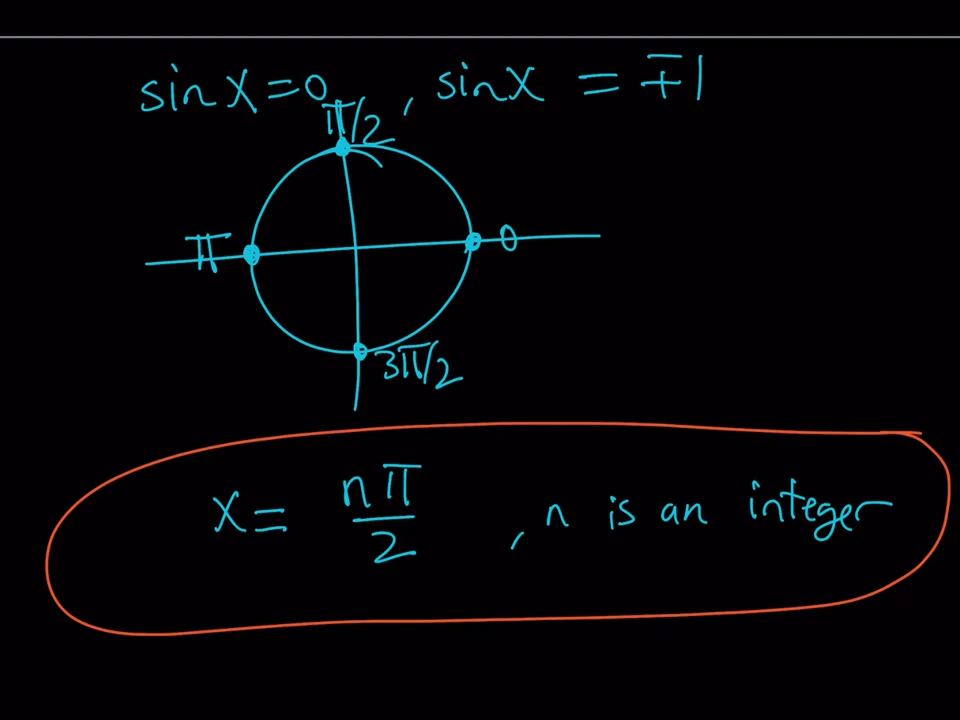 sin x = 0 , sin x = ∓1
π/2
π 0
3π/2
x = nπ/2 , n is an integer